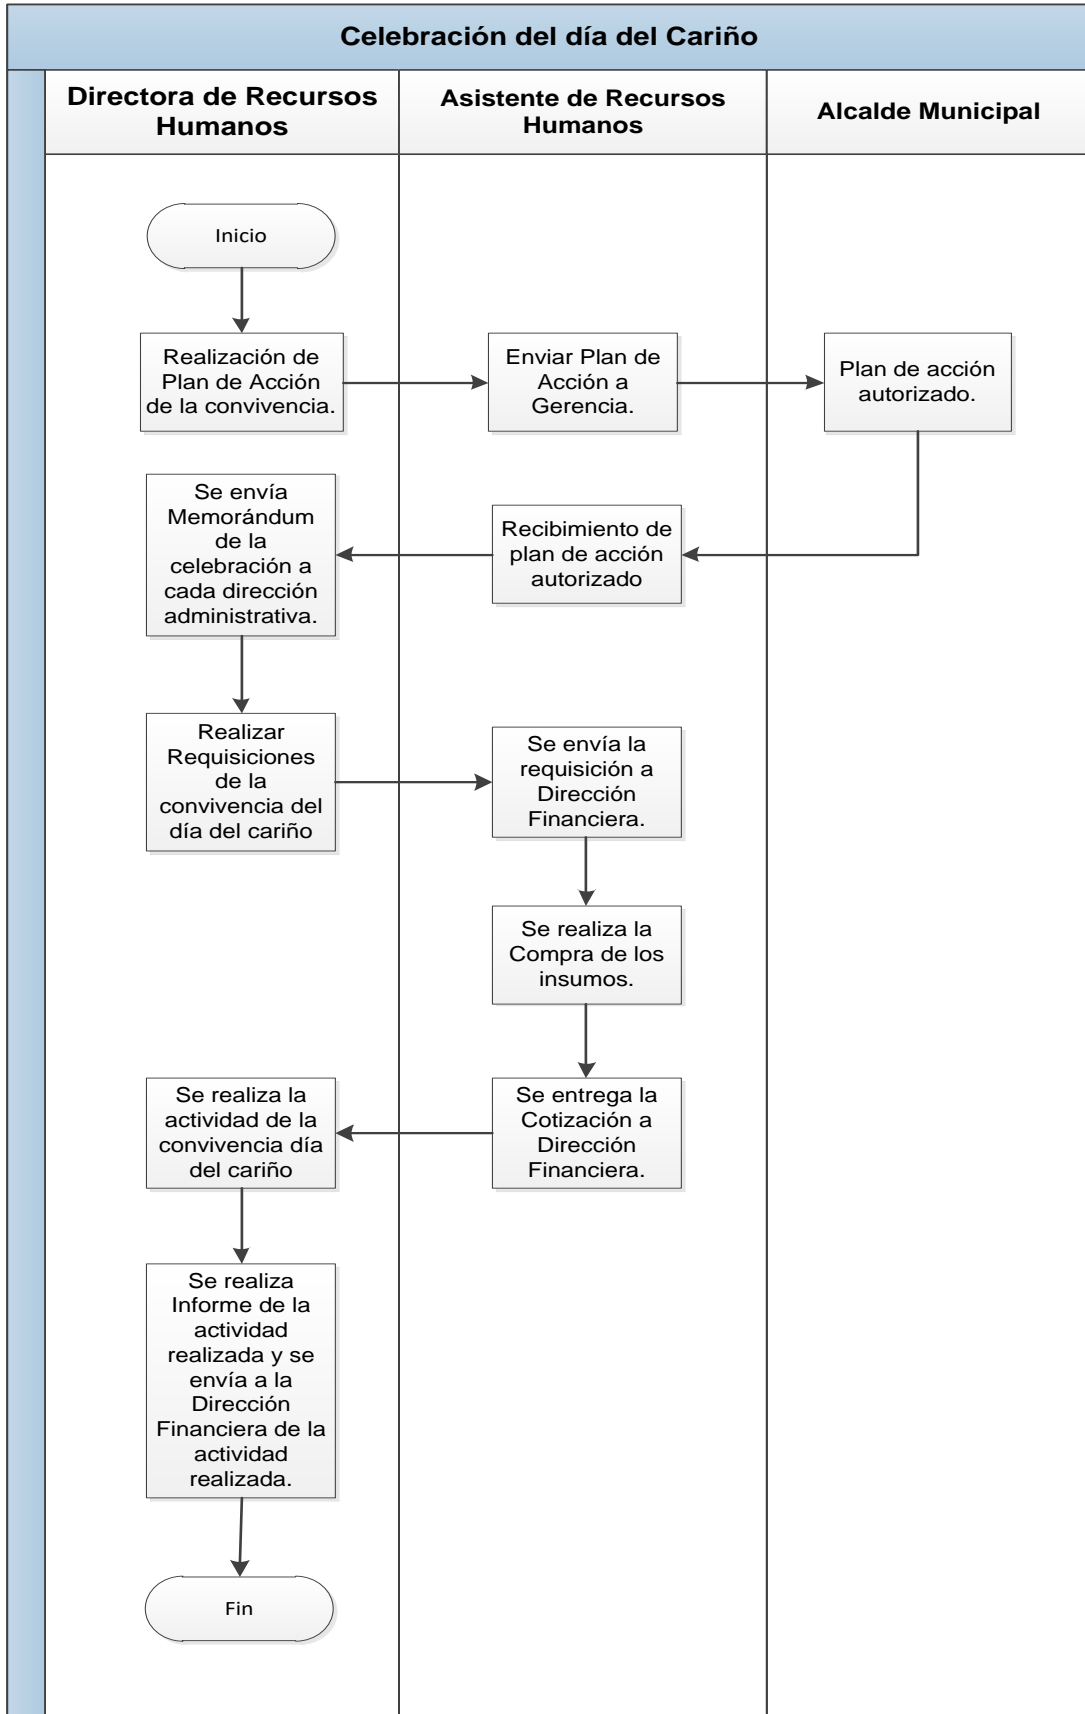 Celebración del día del Cariño
Directora de Recursos
Humanos
Asistente de Recursos
Humanos
Alcalde Municipal
Inicio
Realización de
Plan de Acción
de la convivencia.
Enviar Plan de
Acción a
Gerencia.
Plan de acción
autorizado.
Recibimiento de
plan de acción
autorizado
Se envía
Memorándum
de la
celebración a
cada dirección
administrativa.
Realizar
Requisiciones
de la
convivencia del
día del cariño
Se envía la
requisición a
Dirección
Financiera.
Se realiza la
Compra de los
insumos.
Se entrega la
Cotización a
Dirección
Financiera.
Se realiza la
actividad de la
convivencia día
del cariño
Se realiza
Informe de la
actividad
realizada y se
envía a la
Dirección
Financiera de la
actividad
realizada.
Fin